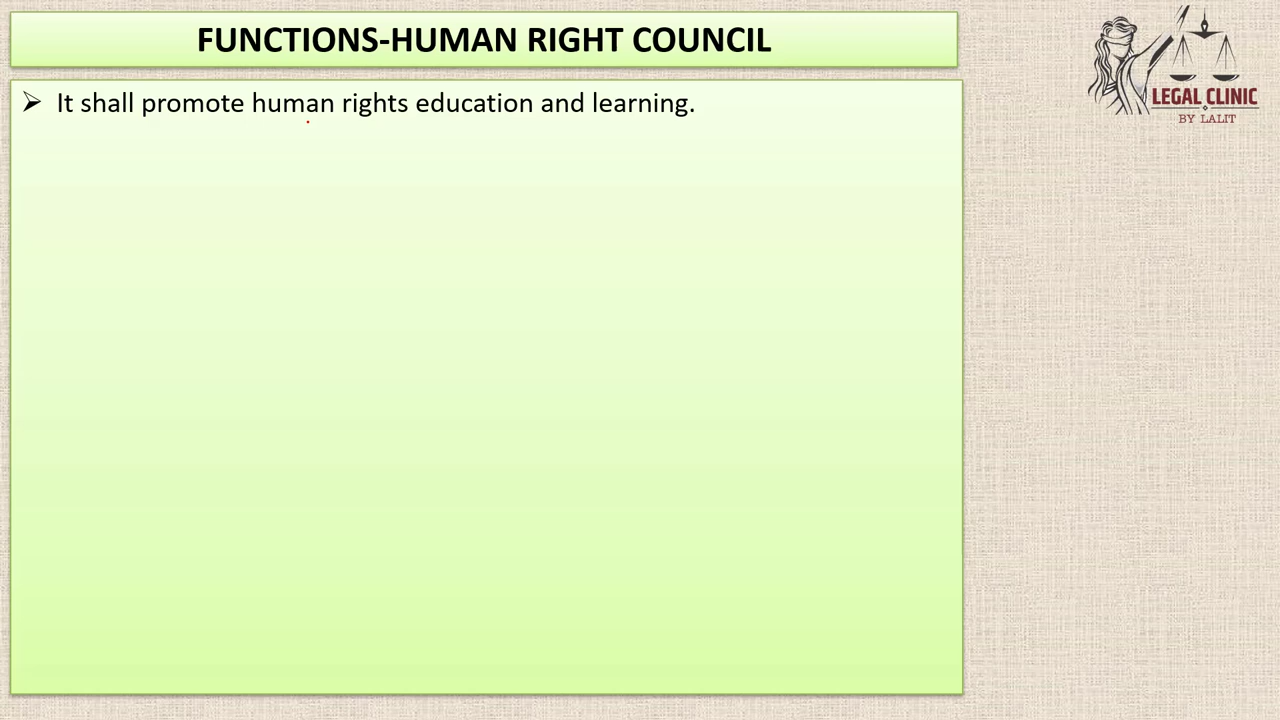 FUNCTIONS-HUMAN RIGHT COUNCIL
LEGAL CLINIC
BY LALIT
➢ It shall promote human rights education and learning.